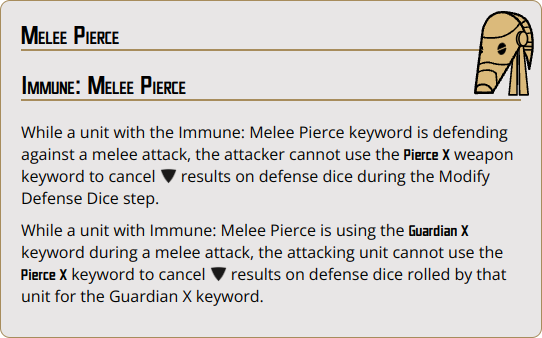 Melee Pierce
Immune: Melee Pierce
While a unit with the Immune: Melee Pierce keyword is defending
against a melee attack, the attacker cannot use the Pierce X weapon
keyword to cancel results on defense dice during the Modify
Defense Dice step.
While a unit with Immune: Melee Pierce is using the Guardian X
keyword during a melee attack, the attacking unit cannot use the
Pierce X keyword to cancel results on defense dice rolled by that
unit for the Guardian X keyword.